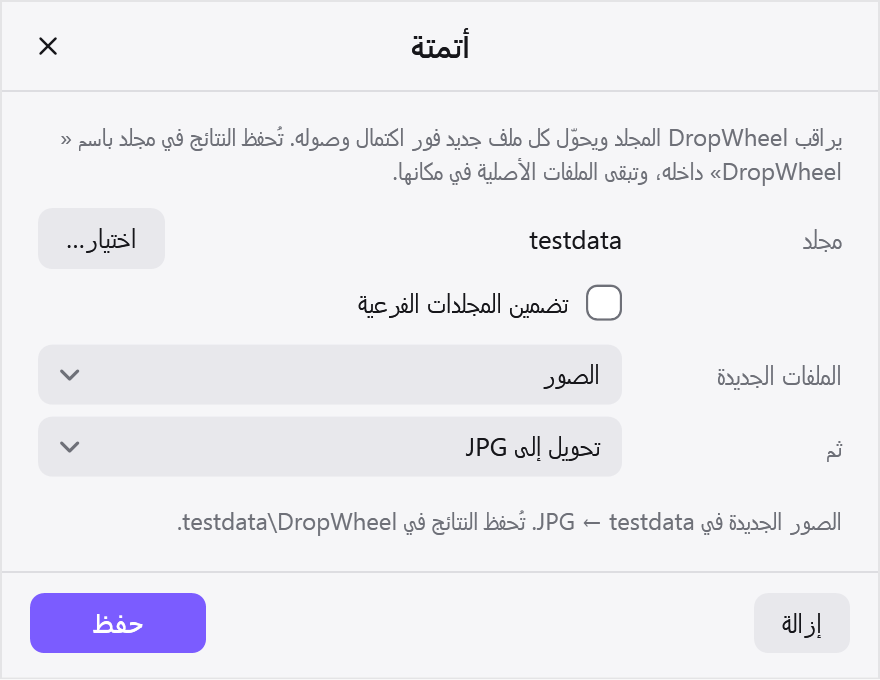 أتمتة
يراقب DropWheel المجلد ويحوّل كل ملف جديد فور اكتمال وصوله. تُحفظ النتائج في مجلد باسم «
DropWheel» داخله، وتبقى الملفات الأصلية في مكانها.
مجلد testdata اختيار...
تضمين المجلدات الفرعية
الملفات الجديدة الصور
ثم تحويل إلى JPG
الصور الجديدة في testdata ← JPG. تُحفظ النتائج في testdata\DropWheel.
إزالة حفظ